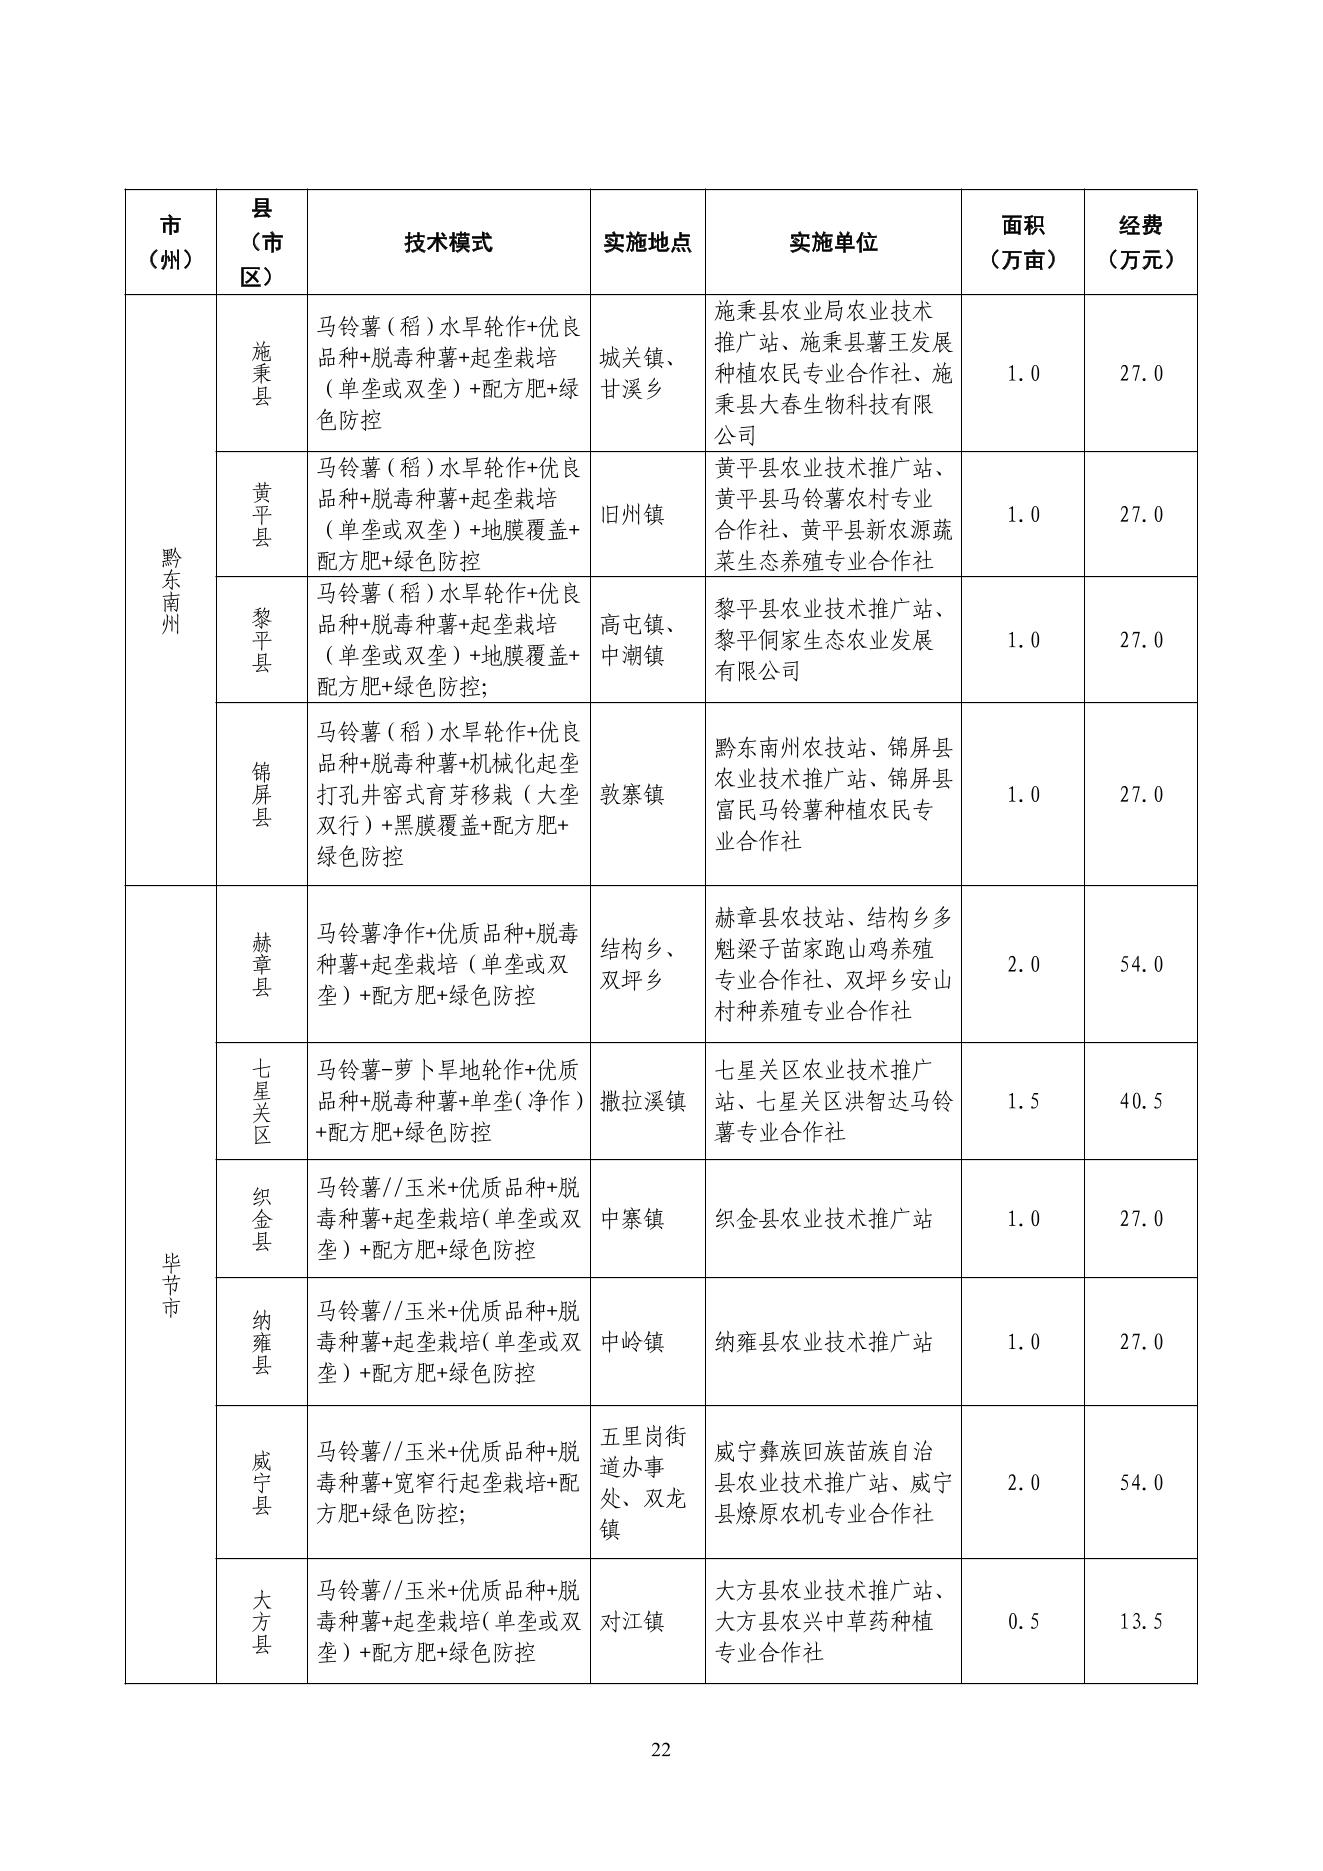 市
（州）
县
（市
区）
技术模式
实施地点
实施单位
面积
（万亩）
经费
（万元）
黔东南州
施秉县
马铃薯（稻）水旱轮作+优良
品种+脱毒种薯+起垄栽培
（单垄或双垄）+配方肥+绿
色防控
城关镇、
甘溪乡
施秉县农业局农业技术
推广站、施秉县薯王发展
种植农民专业合作社、施
秉县大春生物科技有限
公司
1.0
27.0
黄平县
马铃薯（稻）水旱轮作+优良
品种+脱毒种薯+起垄栽培
（单垄或双垄）+地膜覆盖+
配方肥+绿色防控
旧州镇
黄平县农业技术推广站、
黄平县马铃薯农村专业
合作社、黄平县新农源蔬
菜生态养殖专业合作社
1.0
27.0
黎平县
马铃薯（稻）水旱轮作+优良
品种+脱毒种薯+起垄栽培
（单垄或双垄）+地膜覆盖+
配方肥+绿色防控;
高屯镇、
中潮镇
黎平县农业技术推广站、
黎平侗家生态农业发展
有限公司
1.0
27.0
锦屏县
马铃薯（稻）水旱轮作+优良
品种+脱毒种薯+机械化起垄
打孔井窑式育芽移栽（大垄
双行）+黑膜覆盖+配方肥+
绿色防控
敦寨镇
黔东南州农技站、锦屏县
农业技术推广站、锦屏县
富民马铃薯种植农民专
业合作社
1.0
27.0
毕节市
赫章县
马铃薯净作+优质品种+脱毒
种薯+起垄栽培（单垄或双
垄）+配方肥+绿色防控
结构乡、
双坪乡
赫章县农技站、结构乡多
魁梁子苗家跑山鸡养殖
专业合作社、双坪乡安山
村种养殖专业合作社
2.0
54.0
七星关区
马铃薯-萝卜旱地轮作+优质
品种+脱毒种薯+单垄(净作)
+配方肥+绿色防控
撒拉溪镇
七星关区农业技术推广
站、七星关区洪智达马铃
薯专业合作社
1.5
40.5
织金县
马铃薯//玉米+优质品种+脱
毒种薯+起垄栽培(单垄或双
垄)+配方肥+绿色防控
中寨镇
织金县农业技术推广站
1.0
27.0
纳雍县
马铃薯//玉米+优质品种+脱
毒种薯+起垄栽培(单垄或双
垄)+配方肥+绿色防控
中岭镇
纳雍县农业技术推广站
1.0
27.0
威宁县
马铃薯//玉米+优质品种+脱
毒种薯+宽窄行起垄栽培+配
方肥+绿色防控;
五里岗街
道办事
处、双龙
镇
威宁彝族回族苗族自治
县农业技术推广站、威宁
县燎原农机专业合作社
2.0
54.0
大方县
马铃薯//玉米+优质品种+脱
毒种薯+起垄栽培(单垄或双
垄)+配方肥+绿色防控
对江镇
大方县农业技术推广站、
大方县农兴中草药种植
专业合作社
0.5
13.5
22